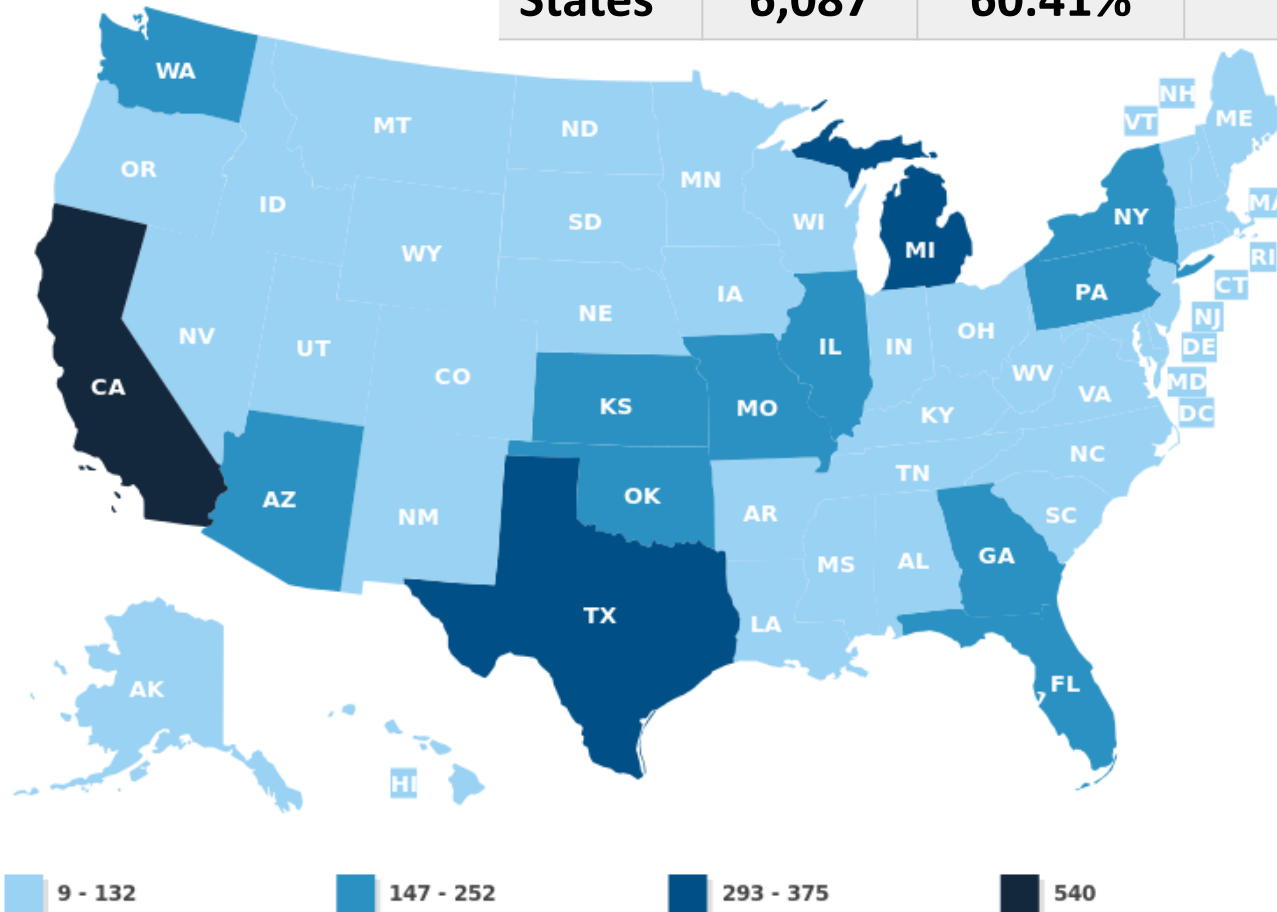 States 6,087 60.41%
WA
MT
ND
NH
VT
ME
OR
ID
MN
MA
SD
WI
NY
WY
MI
RI
IA
PA
CT
NE
NJ
NV
UT
IL
IN
OH
DE
CO
WV
MD
CA
KS
MO
KY
VA
DC
TN
NC
AZ
NM
OK
AR
SC
MS
AL
GA
TX
LA
AK
FL
HI
9 - 132
147 - 252
293 - 375
540